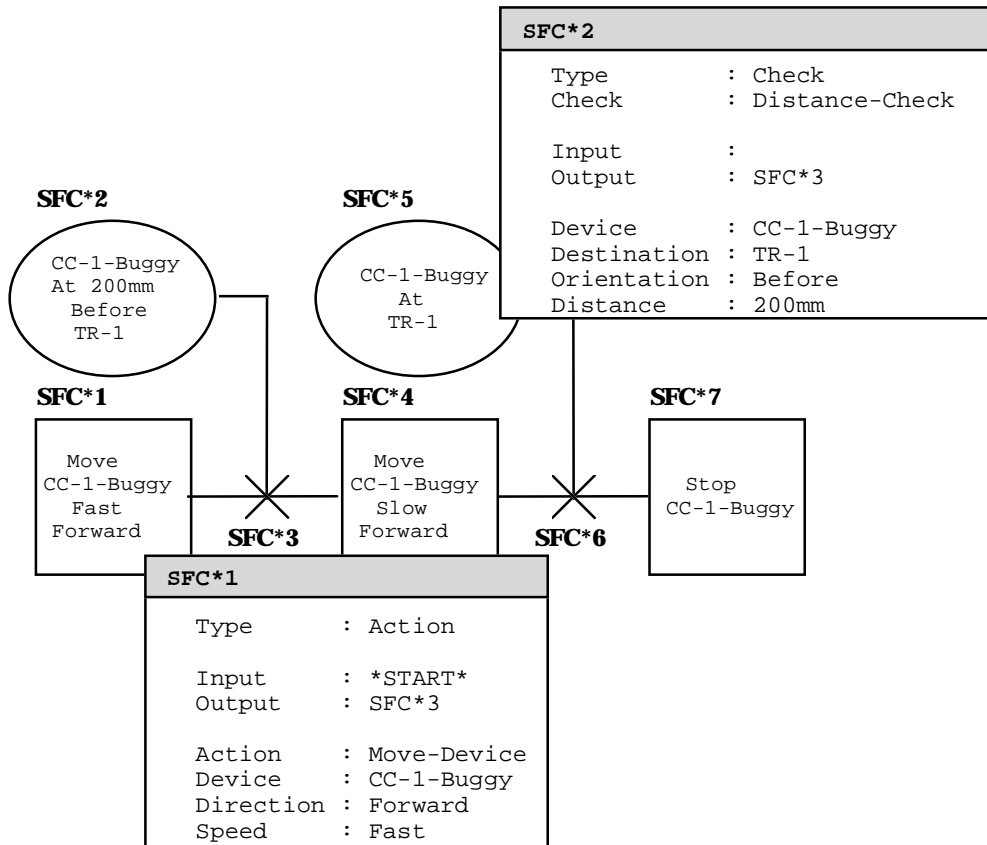 SFC*2
Type : Check
Check : Distance-Check
Input :
Output : SFC*3
Device : CC-1-Buggy
Destination : TR-1
Orientation : Before
Distance : 200mm
SFC*2
CC-1-Buggy
At 200mm
Before
TR-1
SFC*5
CC-1-Buggy
At
TR-1
SFC*1
Move
CC-1-Buggy
Fast
Forward
SFC*3
SFC*4
Move
CC-1-Buggy
Slow
Forward
SFC*6
SFC*7
Stop
CC-1-Buggy
SFC*1
Type : Action
Input : *START*
Output : SFC*3
Action : Move-Device
Device : CC-1-Buggy
Direction : Forward
Speed : Fast